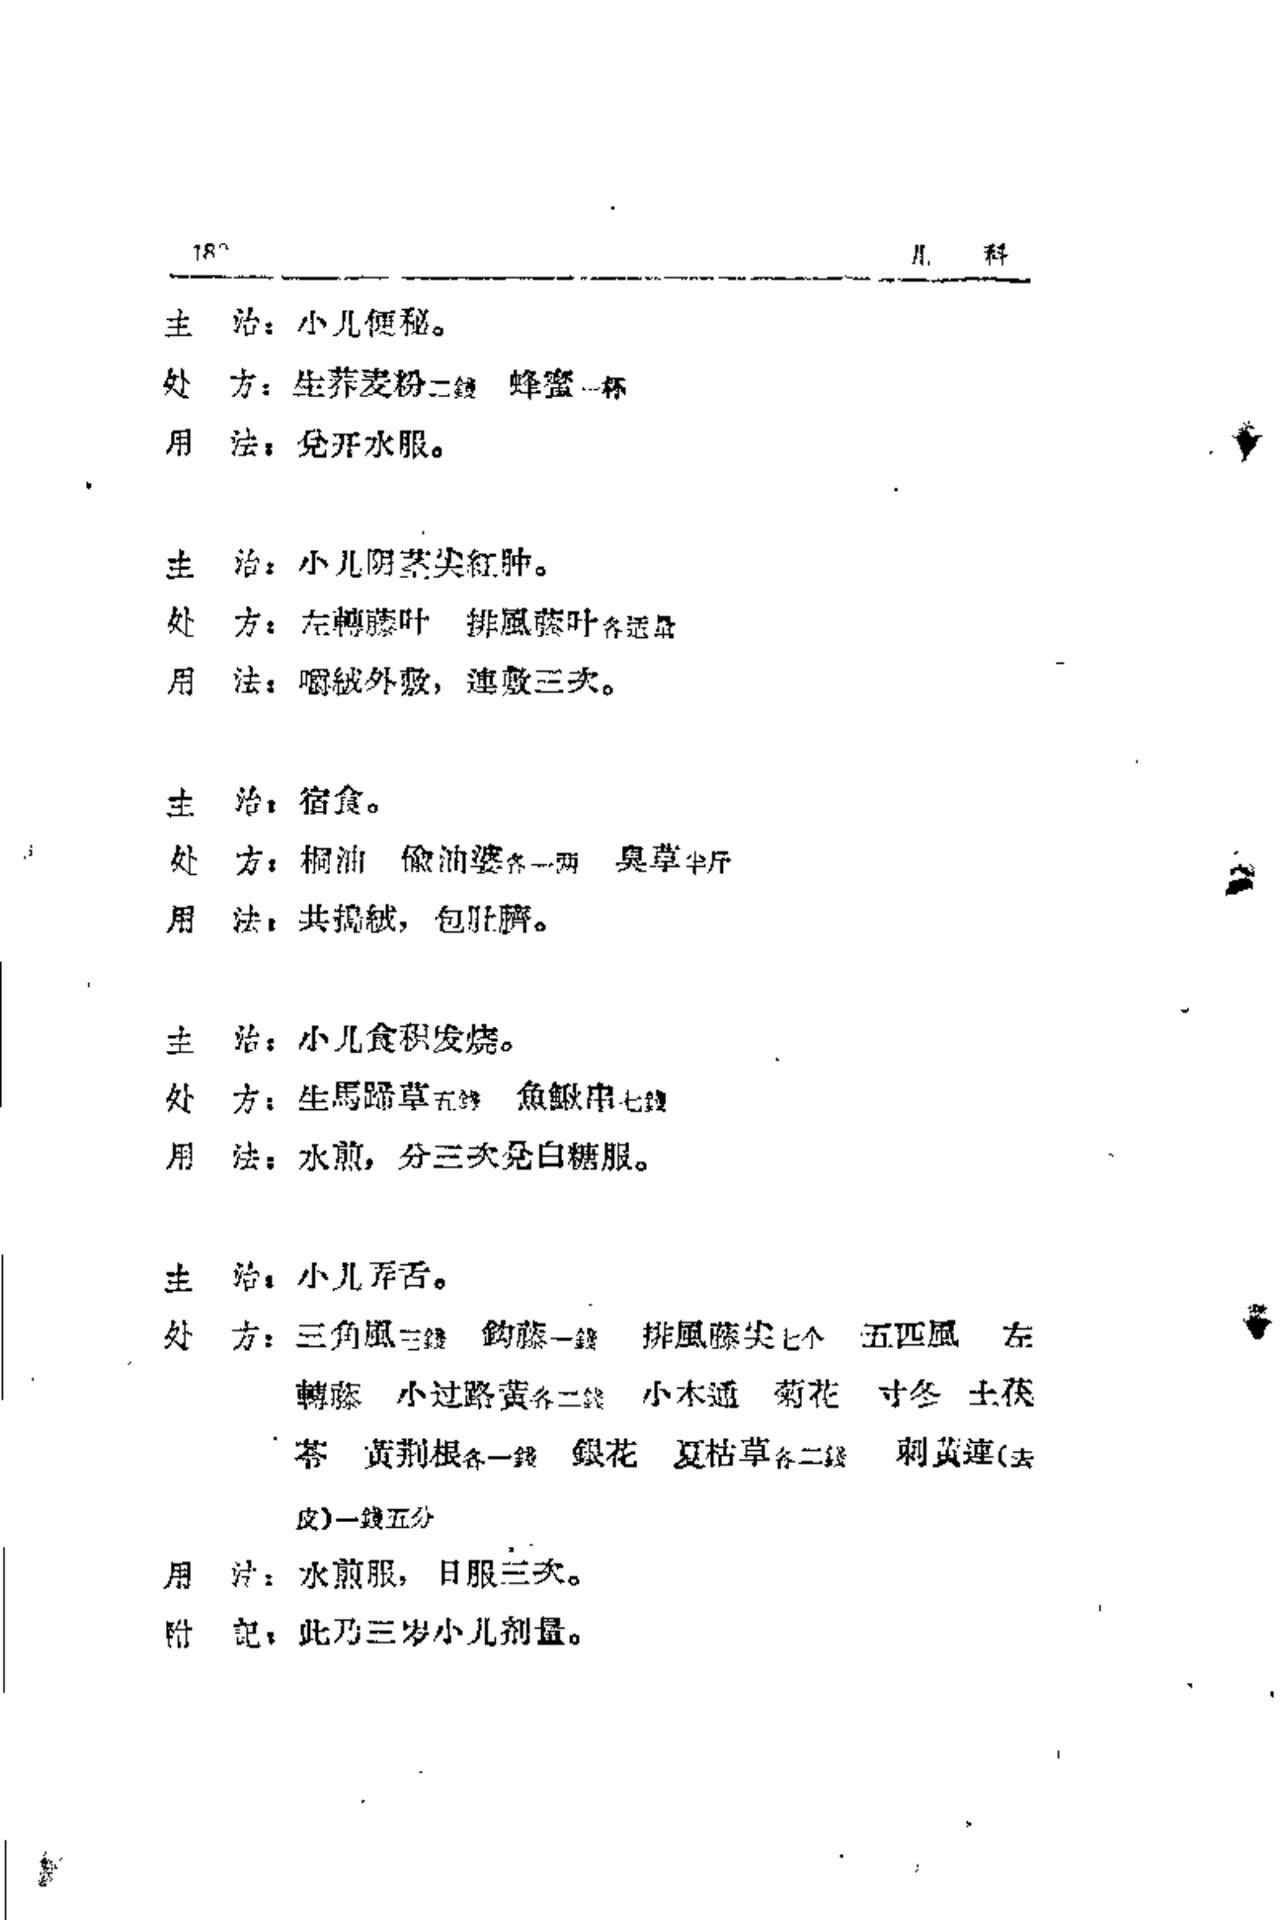 儿 科
主 治：小儿便秘。
处 方：生荞麦粉二錢 蜂蜜一杯
用 法：兌开水服。
主 治：小儿阴茎尖紅肿。
处 方：左轉藤叶 排風藤叶各适量
用 法：嚼絨外敷，連敷三次。
主 治：宿食。
处 方：桐油 偸油婆各一两 臭草半斤
用 法：共搗絨，包肚臍。
主 治：小儿食积发烧。
处 方：生馬蹄草五錢 魚鰍串七錢
用 法：水煎，分三次兌白糖服。
主 治：小儿弄舌。
处 方：三角風三錢 鈎藤一錢 排風藤尖七个 五匹風 左
轉藤 小过路黄各二錢 小木通 菊花 寸冬 土茯
苓 黄荆根各一錢 銀花 夏枯草各二錢 刺黄連(去
皮)一錢五分
用 法：水煎服，日服三次。
附 記：此乃三岁小儿剂量。